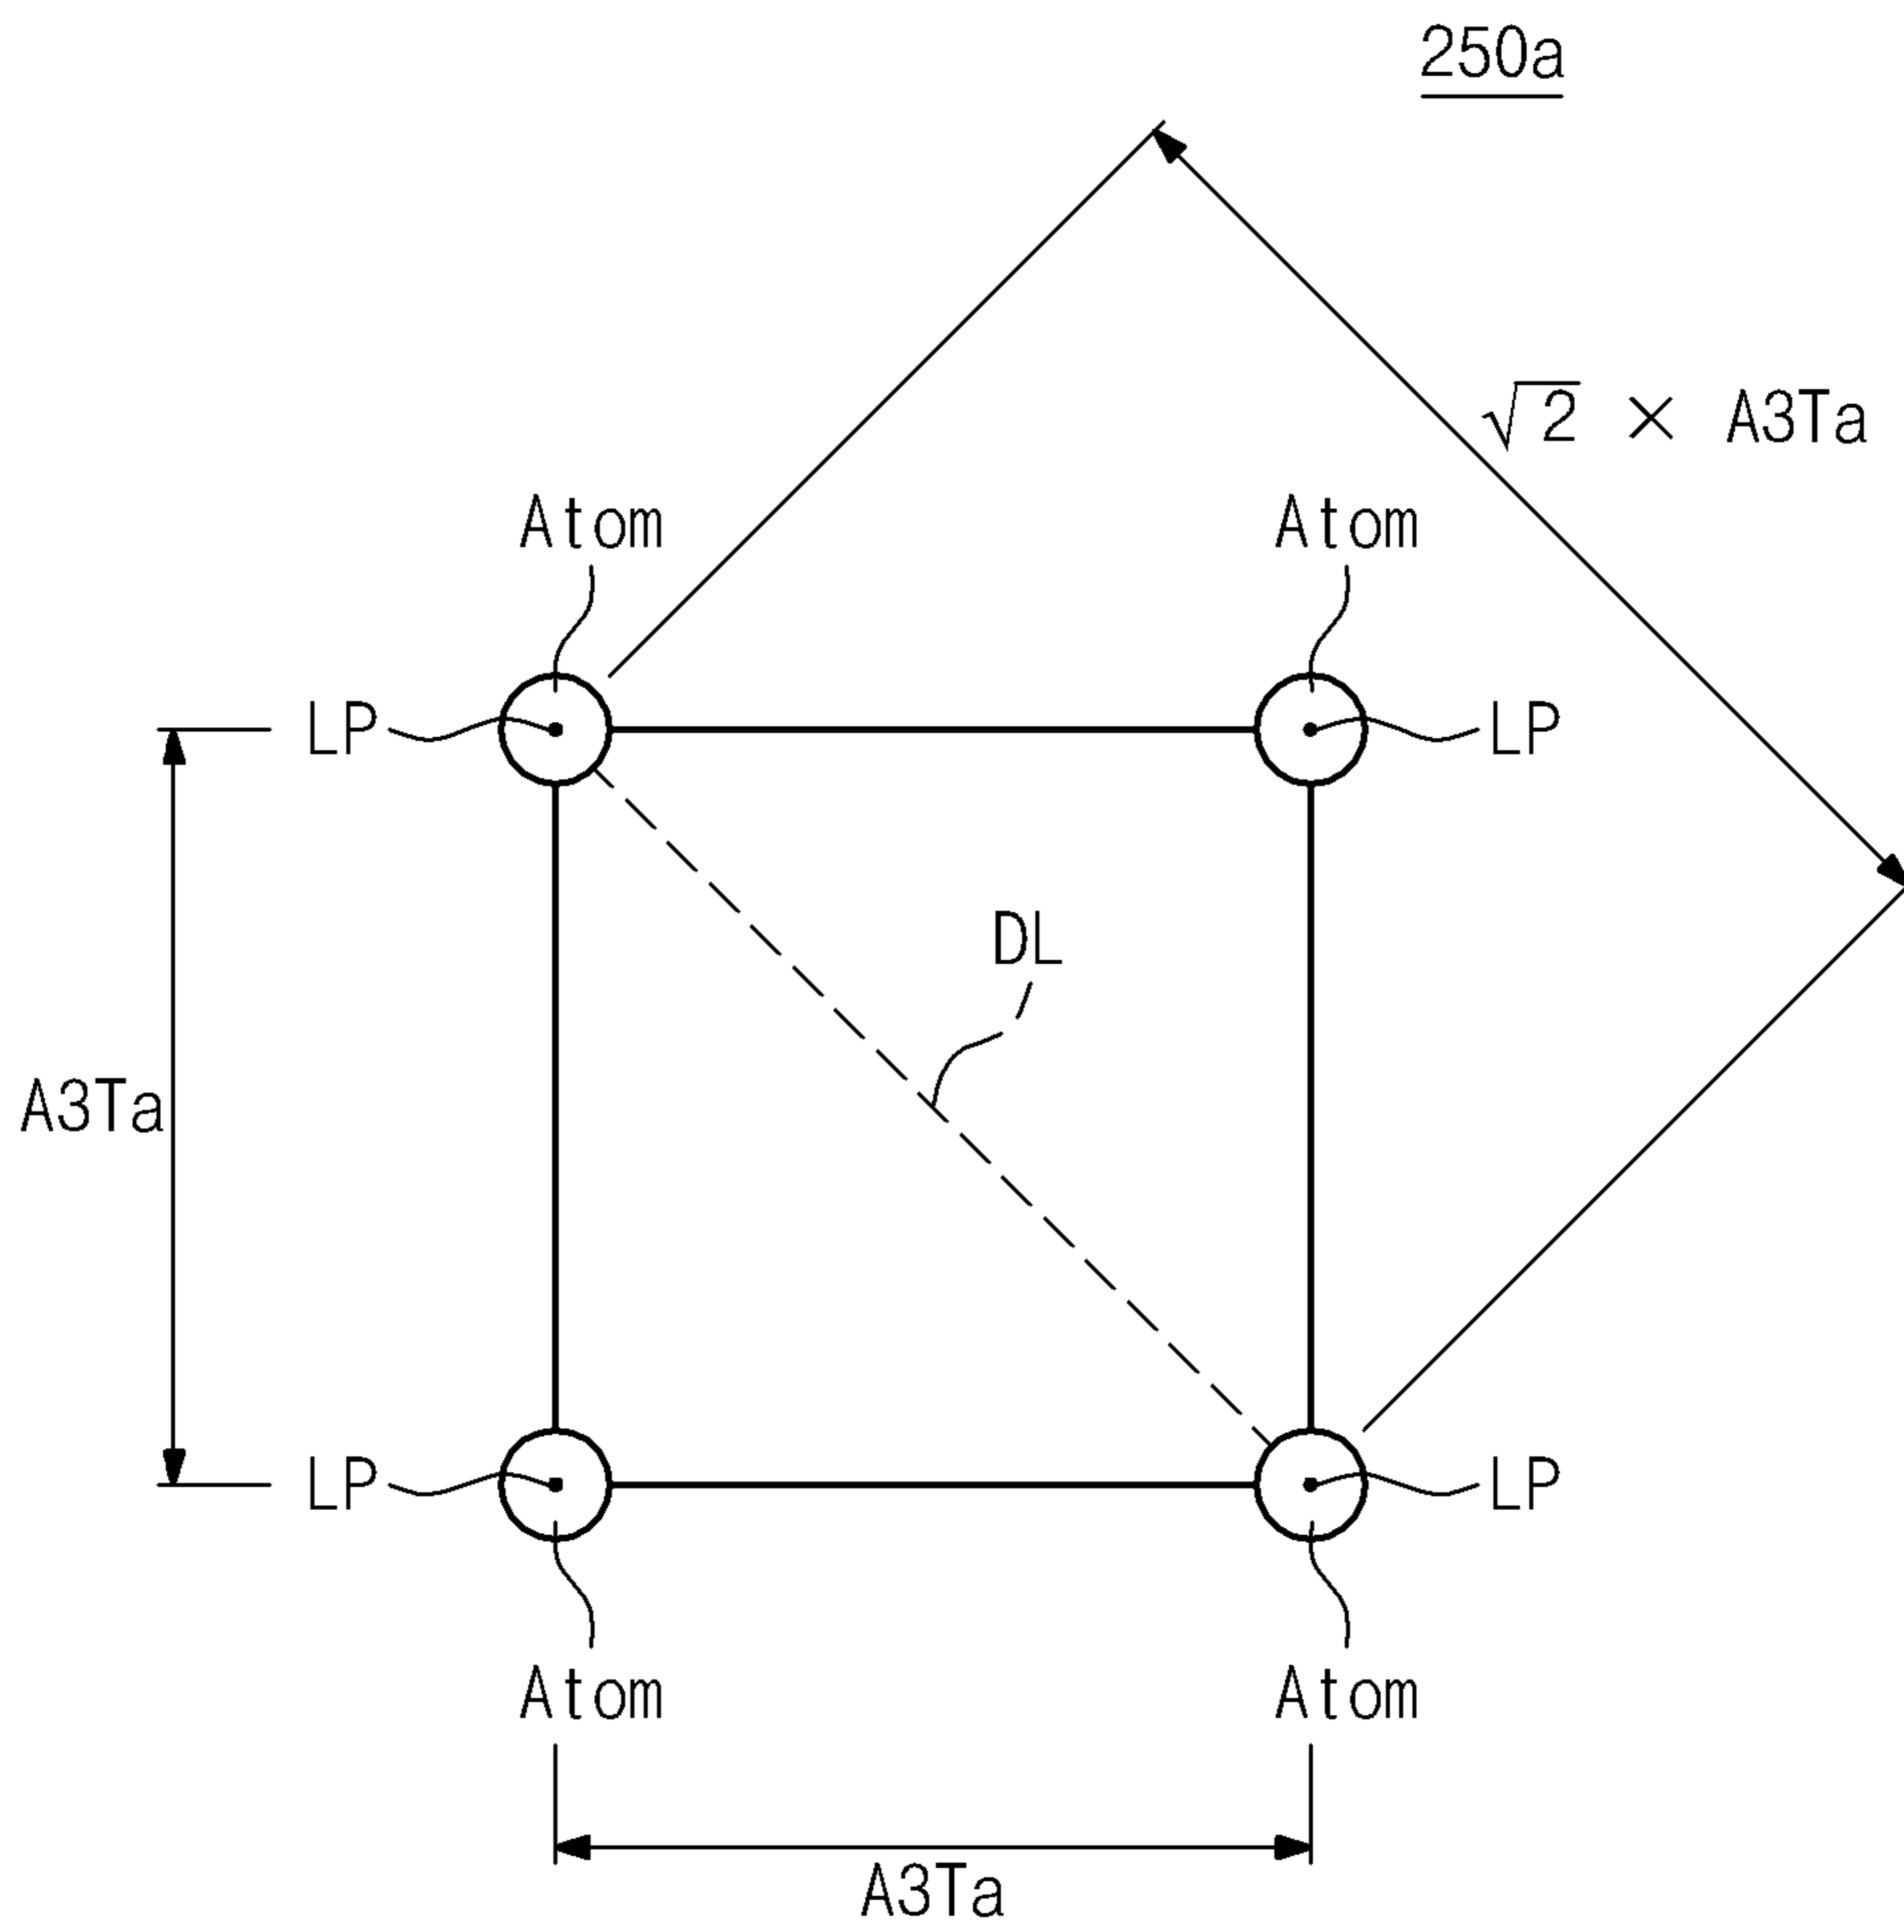 250a
√2 × A3Ta
Atom Atom
LP LP
DL
A3Ta
LP LP
Atom Atom
A3Ta